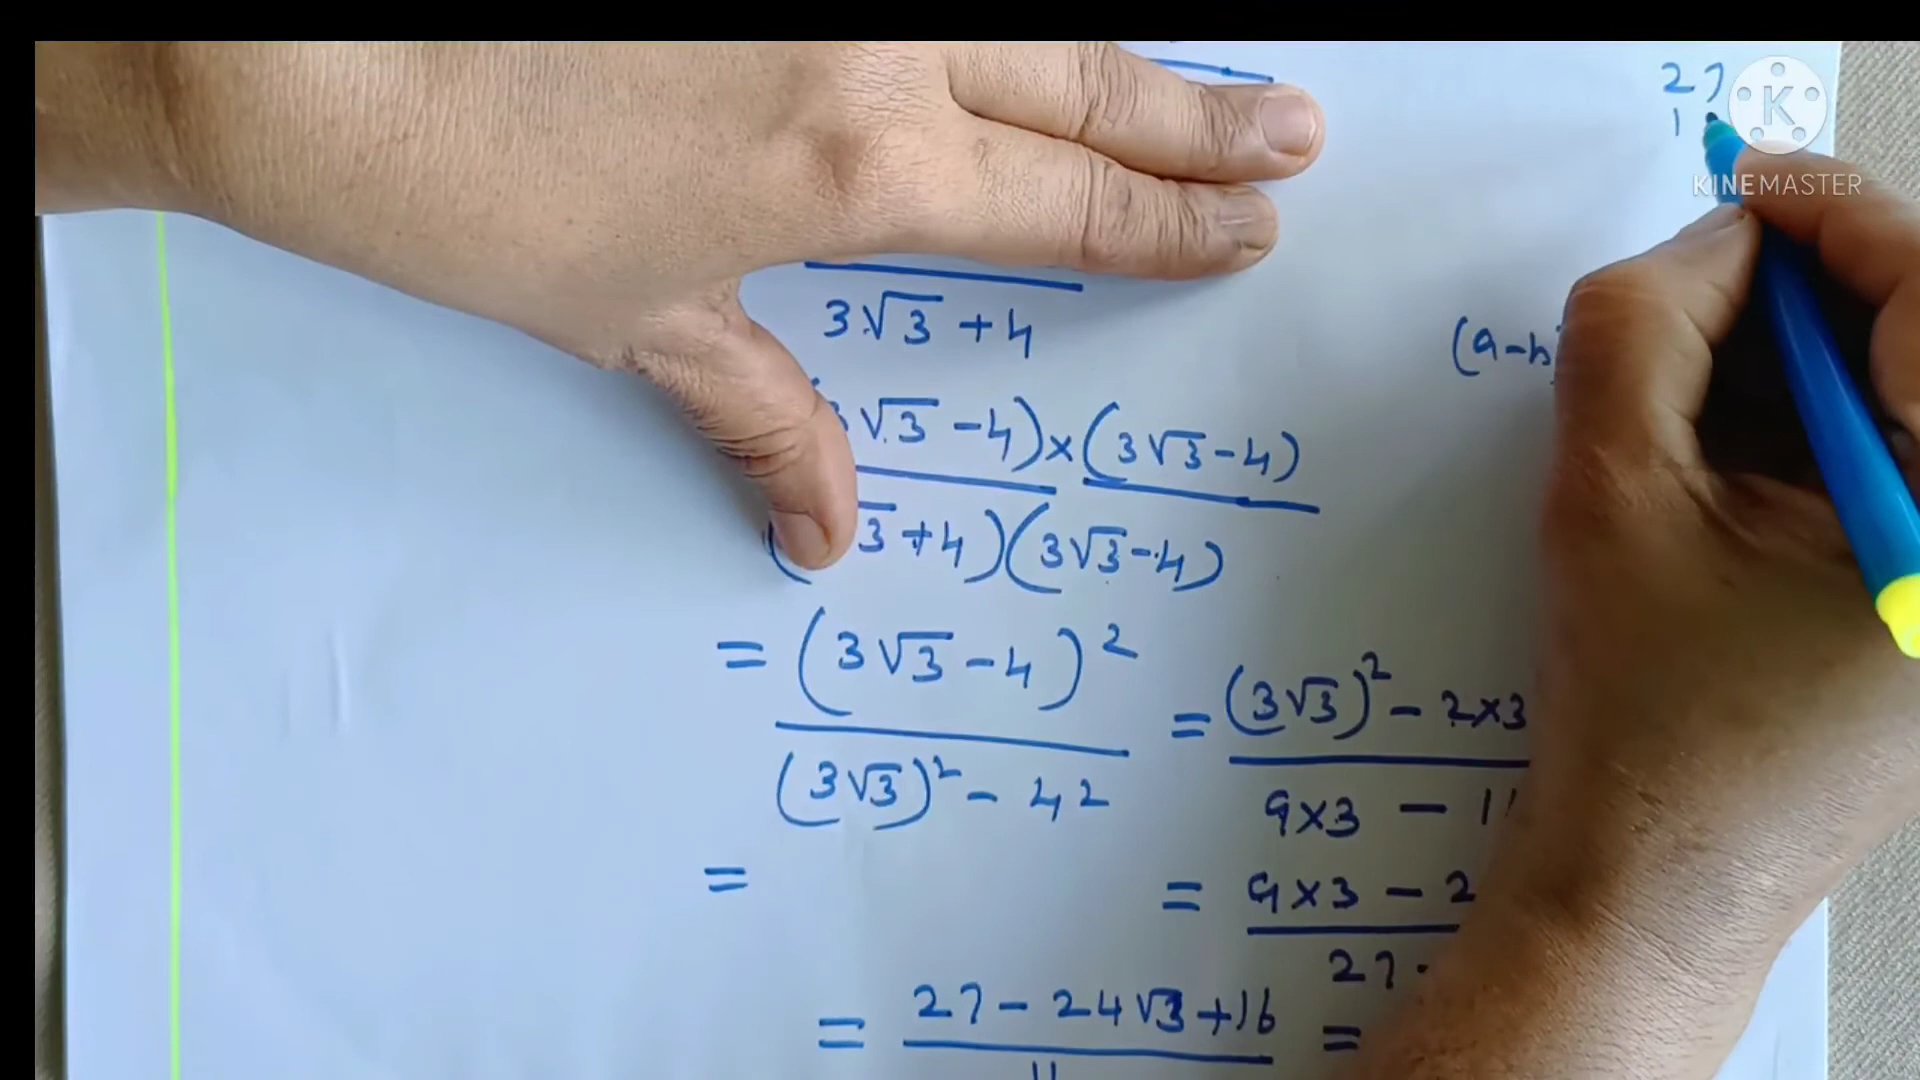 27
1
KINEMASTER
3√3 + 4
(a-b)
√3 - 4) × (3√3 - 4)
3 + 4) (3√3 - 4)
= (3√3 - 4)²
(3√3)² - 4²
= (3√3)² - 2×3
9×3 -
=
= 9×3 - 2
27
= 27 - 24√3 + 16 =
11